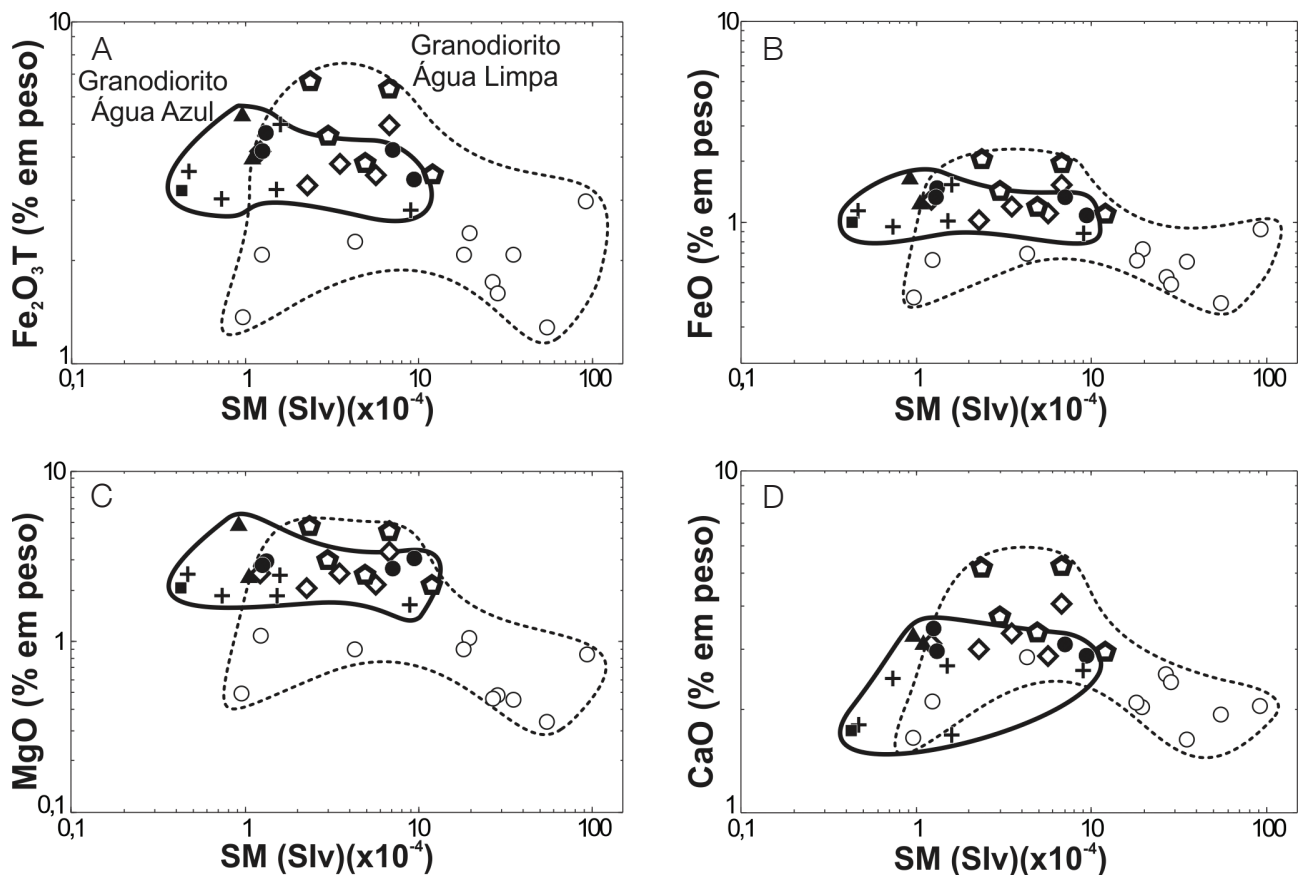 A
Granodiorito
Água Azul
Granodiorito
Água Limpa
Fe₂O₃T (% em peso)
10
1
0,1 1 10 100
SM (SIv)(x10⁻⁴)
B
FeO (% em peso)
10
1
0,1 1 10 100
SM (SIv)(x10⁻⁴)
C
MgO (% em peso)
10
1
0,1
0,1 1 10 100
SM (SIv)(x10⁻⁴)
D
CaO (% em peso)
10
1
0,1 1 10 100
SM (SIv)(x10⁻⁴)